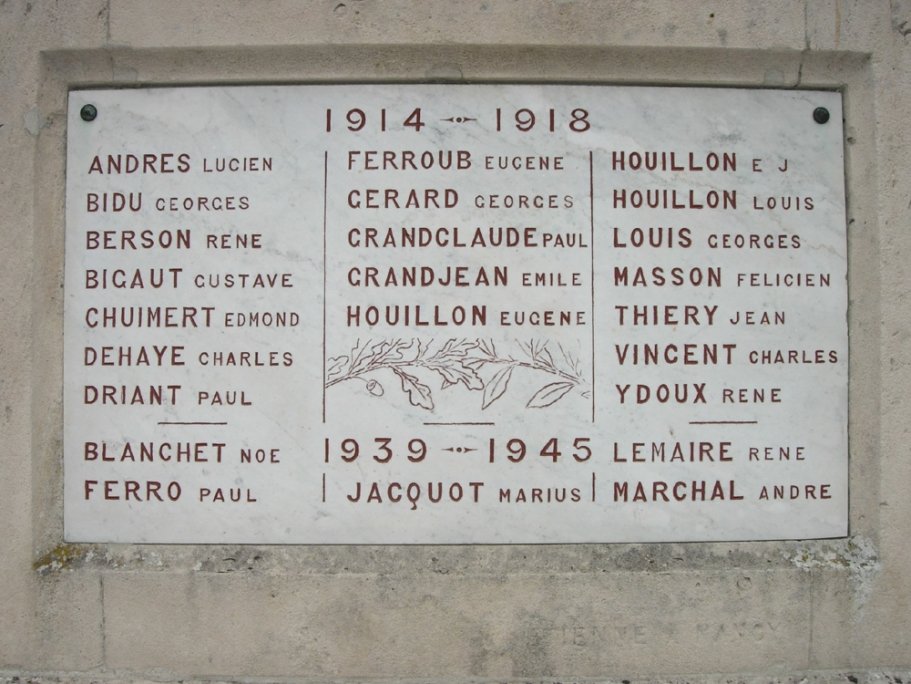 1914 - 1918
ANDRES LUCIEN
BIDU GEORGES
BERSON RENE
BIGAUT GUSTAVE
CHUIMERT EDMOND
DEHAYE CHARLES
DRIANT PAUL
FERROUB EUGENE
GERARD GEORGES
GRANDCLAUDE PAUL
GRANDJEAN EMILE
HOUILLON EUGENE
HOUILLON E J
HOUILLON LOUIS
LOUIS GEORGES
MASSON FELICIEN
THIERY JEAN
VINCENT CHARLES
YDOUX RENE
1939 - 1945
BLANCHET NOE
FERRO PAUL
JACQUOT MARIUS
LEMAIRE RENE
MARCHAL ANDRE